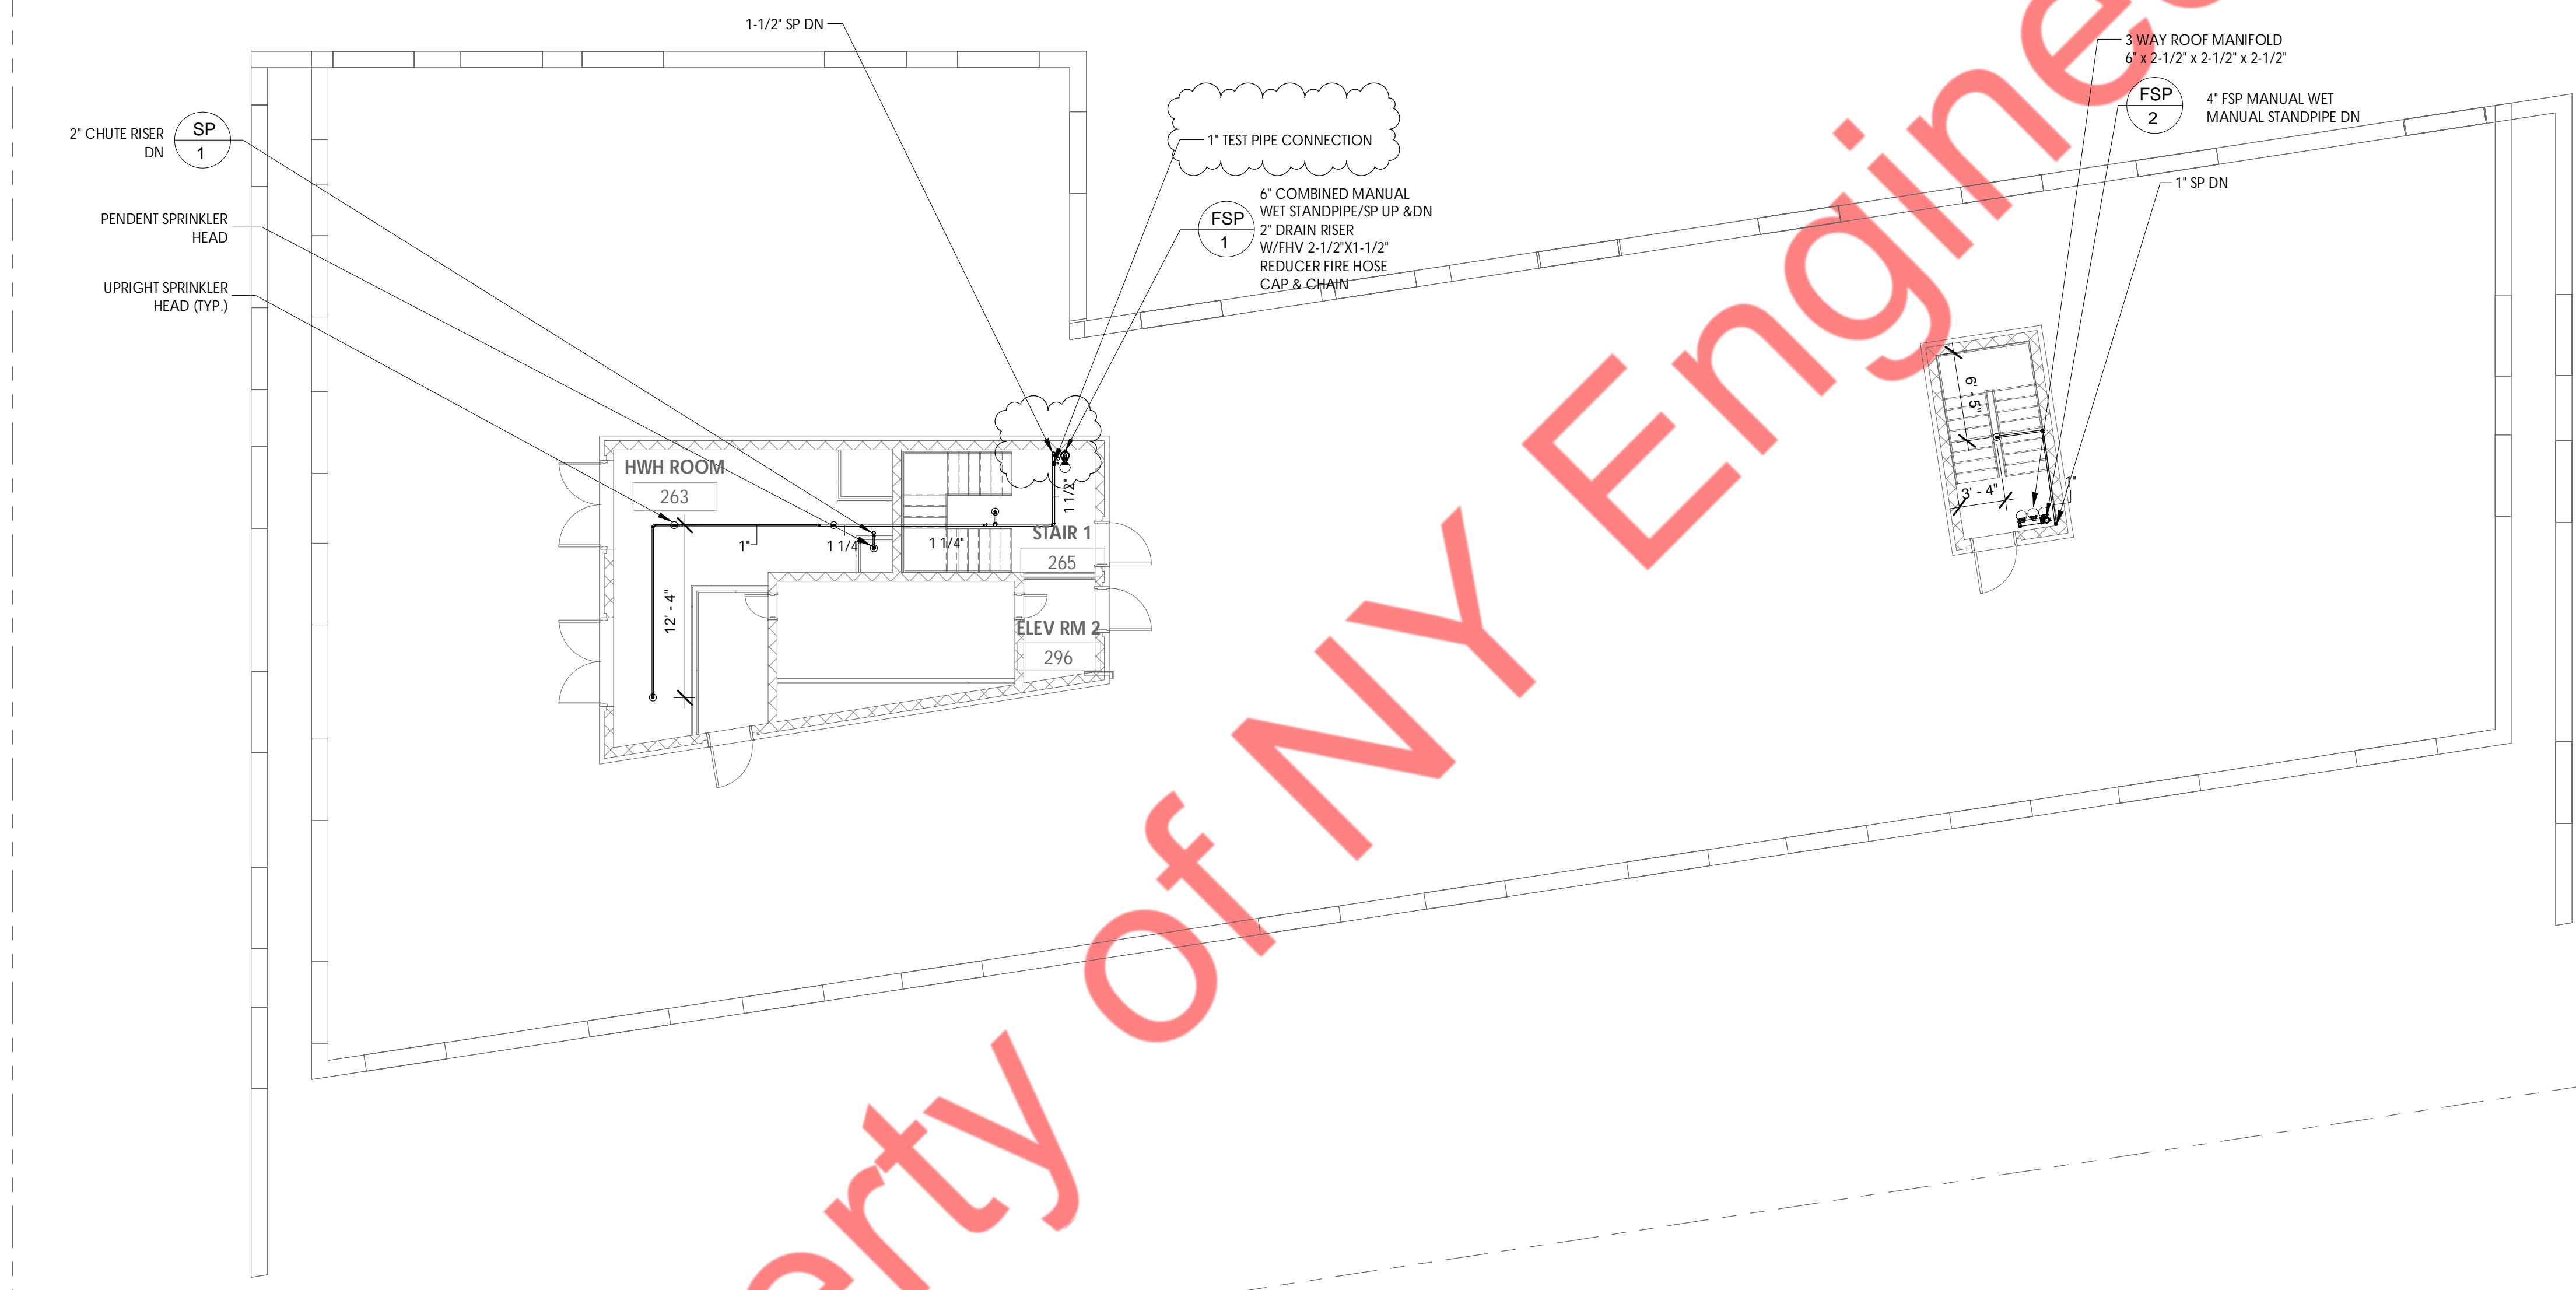 1-1/2" SP DN
3 WAY ROOF MANIFOLD
6" x 2-1/2" x 2-1/2" x 2-1/2"
FSP
2
4" FSP MANUAL WET
MANUAL STANDPIPE DN
2" CHUTE RISER
DN
SP
1
1" TEST PIPE CONNECTION
1" SP DN
6" COMBINED MANUAL
WET STANDPIPE/SP UP &DN
2" DRAIN RISER
W/FHV 2-1/2"X1-1/2"
REDUCER FIRE HOSE
CAP & CHAIN
FSP
1
PENDENT SPRINKLER
HEAD
UPRIGHT SPRINKLER
HEAD (TYP.)
HWH ROOM
263
1 1/2"
STAIR 1
265
1"
1 1/4"
1 1/4"
12' - 4"
ELEV RM 2
296
6' - 5"
3' - 4"
1"
erty of NY Enginee